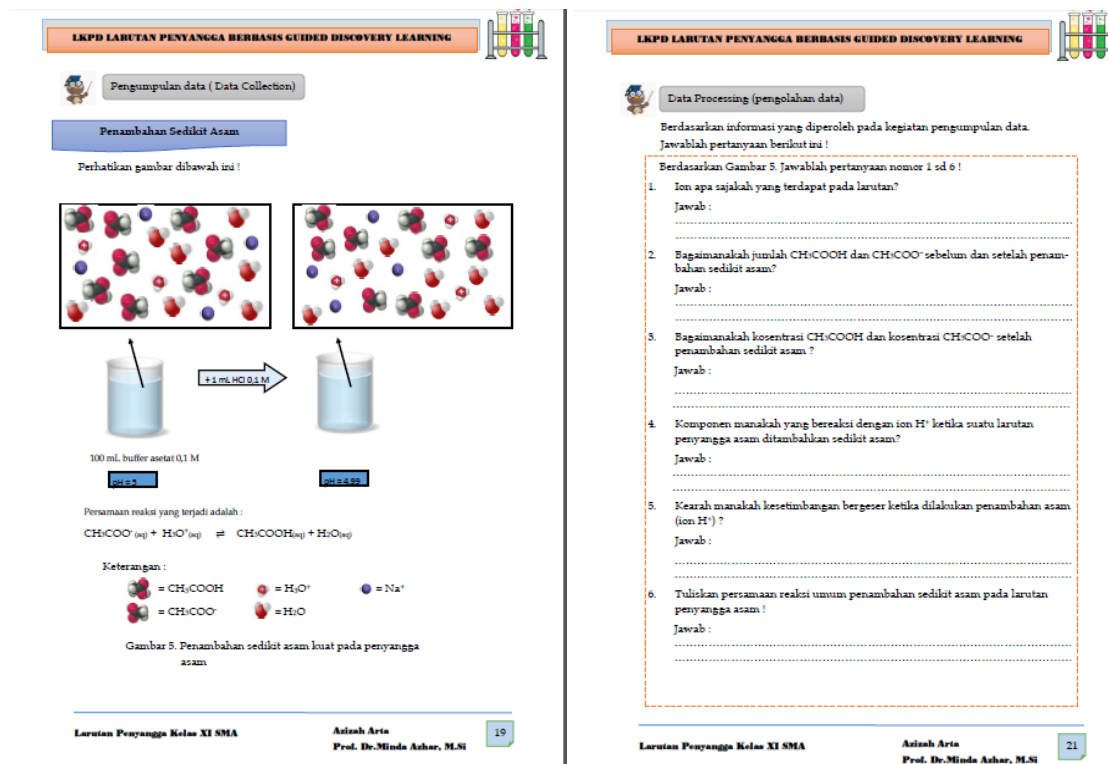 LKPD LARUTAN PENYANGGA BERBASIS GUIDED DISCOVERY LEARNING
Pengumpulan data ( Data Collection)
Penambahan Sedikit Asam
Perhatikan gambar dibawah ini !
+ 1 mL HCl 0,1 M
100 mL buffer asetat 0,1 M
pH = 5
pH = 4,99
Persamaan reaksi yang terjadi adalah :
CH₃COO⁻ (aq) + H₃O⁺(aq) ⇌ CH₃COOH(aq) + H₂O(aq)
Keterangan :
= CH₃COOH
= H₃O⁺
= Na⁺
= CH₃COO⁻
= H₂O
Gambar 5. Penambahan sedikit asam kuat pada penyangga
asam
Larutan Penyangga Kelas XI SMA
Azizah Arta
Prof. Dr.Minda Azhar, M.Si
19
LKPD LARUTAN PENYANGGA BERBASIS GUIDED DISCOVERY LEARNING
Data Processing (pengolahan data)
Berdasarkan informasi yang diperoleh pada kegiatan pengumpulan data.
Jawablah pertanyaan berikut ini !
Berdasarkan Gambar 5. Jawablah pertanyaan nomor 1 sd 6 !
1. Ion apa sajakah yang terdapat pada larutan?
Jawab :
2. Bagaimanakah jumlah CH₃COOH dan CH₃COO⁻ sebelum dan setelah penam-
bahan sedikit asam?
Jawab :
3. Bagaimanakah kosentrasi CH₃COOH dan kosentrasi CH₃COO⁻ setelah
penambahan sedikit asam ?
Jawab :
4. Komponen manakah yang bereaksi dengan ion H⁺ ketika suatu larutan
penyangga asam ditambahkan sedikit asam?
Jawab :
5. Kearah manakah kesetimbangan bergeser ketika dilakukan penambahan asam
(ion H⁺) ?
Jawab :
6. Tuliskan persamaan reaksi umum penambahan sedikit asam pada larutan
penyangga asam !
Jawab :
Larutan Penyangga Kelas XI SMA
Azizah Arta
Prof. Dr.Minda Azhar, M.Si
21